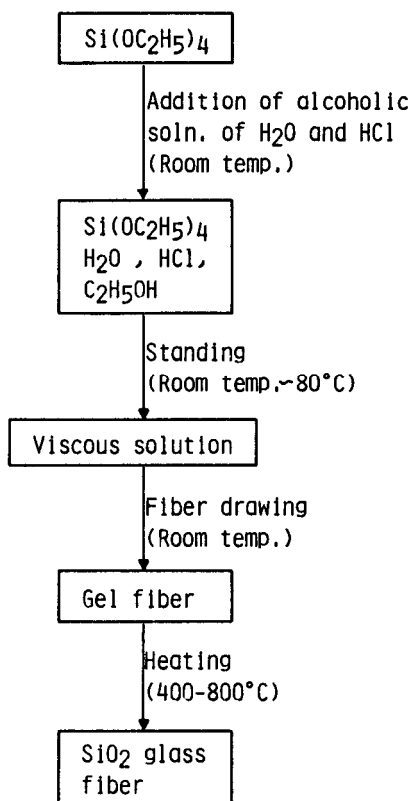 Si(OC2H5)4
Addition of alcoholic
soln. of H2O and HCl
(Room temp.)
Si(OC2H5)4
H2O , HCl,
C2H5OH
Standing
(Room temp.~80°C)
Viscous solution
Fiber drawing
(Room temp.)
Gel fiber
Heating
(400-800°C)
SiO2 glass
fiber